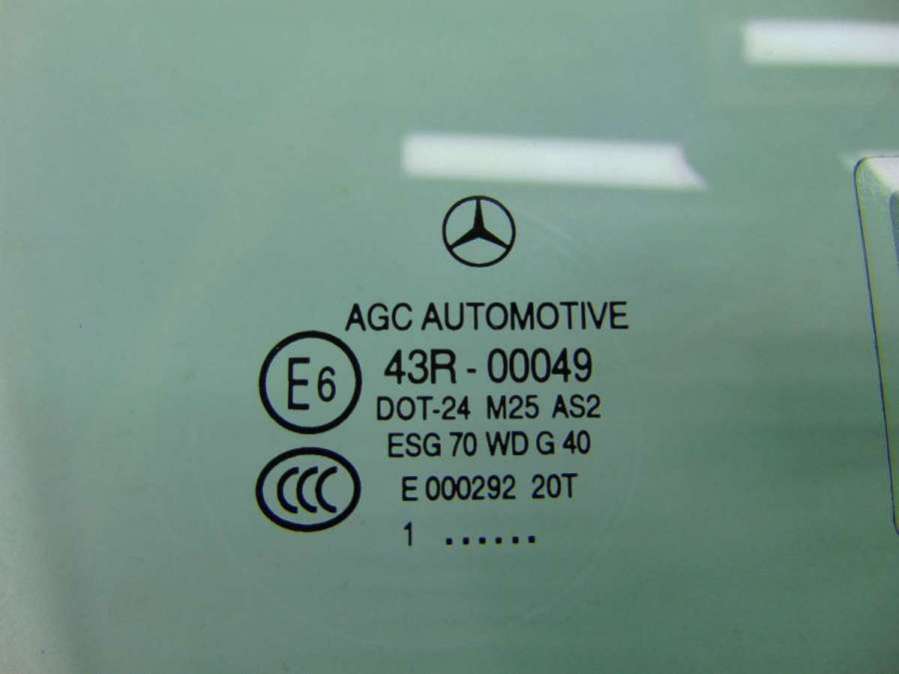 AGC AUTOMOTIVE
E6
43R - 00049
DOT-24 M25 AS2
ESG 70 WD G 40
CCC
E 000292 20T
1 ......